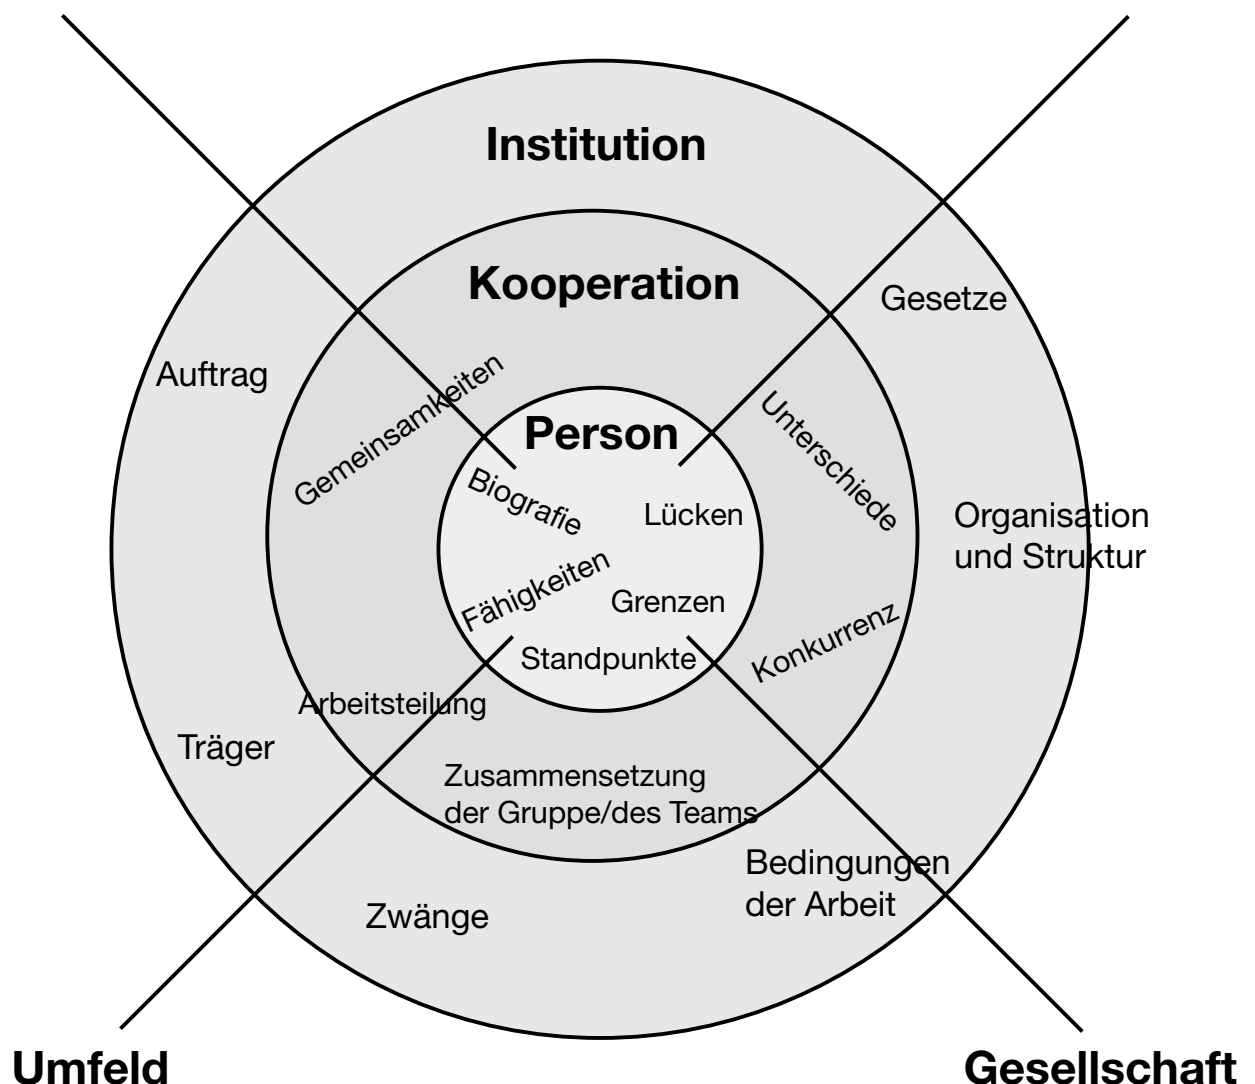 Institution
Kooperation
Gesetze
Auftrag
Gemeinsamkeiten
Unterschiede
Person
Biografie
Lücken
Organisation
und Struktur
Fähigkeiten
Grenzen
Konkurrenz
Standpunkte
Arbeitsteilung
Träger
Zusammensetzung
der Gruppe/des Teams
Bedingungen
der Arbeit
Zwänge
Umfeld
Gesellschaft